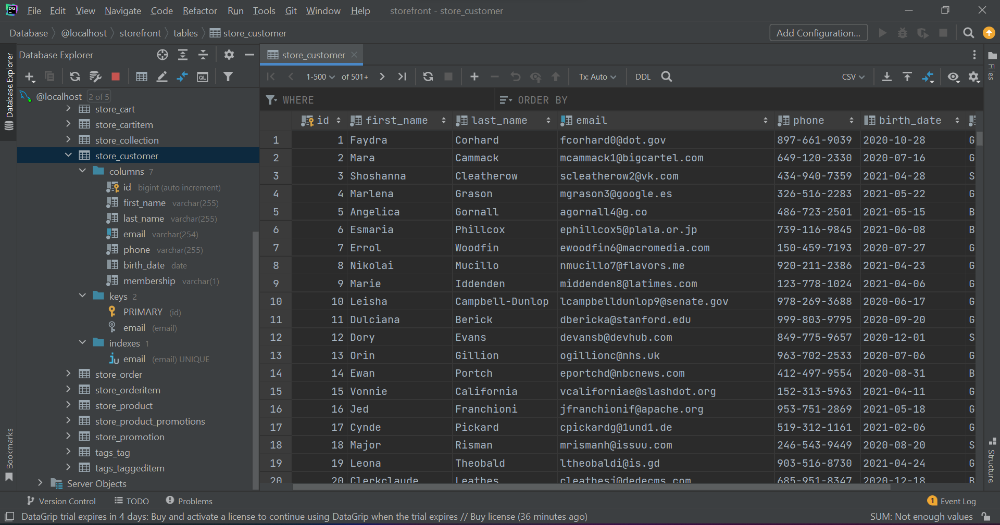 DG
File Edit View Navigate Code Refactor Run Tools Git Window Help storefront - store_customer
Database @localhost storefront tables store_customer Add Configuration...
Database Explorer
Database Explorer
Bookmarks
@localhost 2 of 5
store_cart
store_cartitem
store_collection
store_customer
columns 7
id bigint (auto increment)
first_name varchar(255)
last_name varchar(255)
email varchar(254)
phone varchar(255)
birth_date date
membership varchar(1)
keys 2
PRIMARY (id)
email (email)
indexes 1
email (email) UNIQUE
store_order
store_orderitem
store_product
store_product_promotions
store_promotion
tags_tag
tags_taggeditem
Server Objects
QL
store_customer
1-500 of 501+ Tx: Auto DDL CSV
WHERE ORDER BY
id first_name last_name email phone birth_date
1 1 Faydra Corhard fcorhard0@dot.gov 897-661-9039 2020-10-28 G
2 2 Mara Cammack mcammack1@bigcartel.com 649-120-2330 2020-07-16 G
3 3 Shoshanna Cleatherow scleatherow2@vk.com 434-940-7359 2021-04-28 S
4 4 Marlena Grason mgrason3@google.es 326-516-2283 2021-05-22 G
5 5 Angelica Gornall agornall4@g.co 486-723-2501 2021-05-15 B
6 6 Esmaria Phillcox ephillcox5@plala.or.jp 739-116-9845 2021-06-08 B
7 7 Errol Woodfin ewoodfin6@macromedia.com 150-459-7193 2020-07-27 G
8 8 Nikolai Mucillo nmucillo7@flavors.me 920-211-2386 2021-04-23 G
9 9 Marie Iddenden middenden8@latimes.com 123-778-1024 2021-04-06 G
10 10 Leisha Campbell-Dunlop lcampbelldunlop9@senate.gov 978-269-3688 2020-06-17 G
11 11 Dulciana Berick dbericka@stanford.edu 999-803-9795 2020-09-20 G
12 12 Dory Evans devansb@devhub.com 849-775-9657 2020-12-01 S
13 13 Orin Gillion ogillionc@nhs.uk 963-702-2533 2020-07-06 G
14 14 Ewan Portch eportchd@nbcnews.com 412-497-9554 2020-08-31 B
15 15 Vonnie California vcaliforniae@slashdot.org 152-313-5963 2021-04-11 G
16 16 Jed Franchioni jfranchionif@apache.org 953-751-2869 2021-05-18 G
17 17 Cynde Pickard cpickardg@1und1.de 519-312-1161 2021-02-06 G
18 18 Major Risman mrismanh@issuu.com 246-543-9449 2020-08-20 S
19 19 Leona Theobald ltheobaldi@is.gd 903-516-8730 2021-04-24 G
20 20 Clerkclaude Leathes cleathesj@dedecms.com 685-951-8347 2020-12-18 B
Files
Structure
Version Control TODO Problems 1 Event Log
DataGrip trial expires in 4 days: Buy and activate a license to continue using DataGrip when the trial expires // Buy license (36 minutes ago) SUM: Not enough values